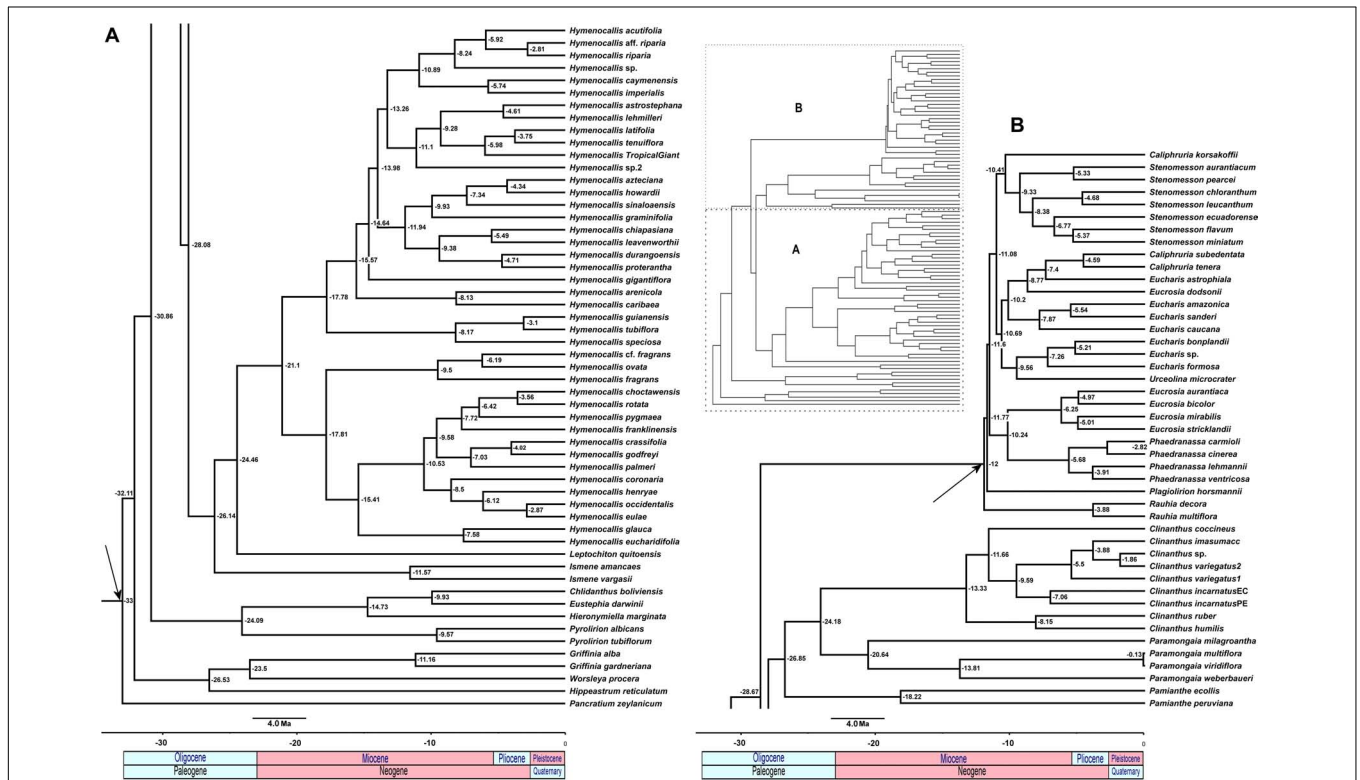 A
Hymenocallis acutifolia
Hymenocallis aff. riparia
Hymenocallis riparia
Hymenocallis sp.
Hymenocallis caymenensis
Hymenocallis imperialis
Hymenocallis astrostephana
Hymenocallis lehmilleri
Hymenocallis latifolia
Hymenocallis tenuiflora
Hymenocallis TropicalGiant
Hymenocallis sp.2
Hymenocallis azteciana
Hymenocallis howardii
Hymenocallis sinaloaensis
Hymenocallis graminifolia
Hymenocallis chiapasiana
Hymenocallis leavenworthii
Hymenocallis durangoensis
Hymenocallis proterantha
Hymenocallis gigantiflora
Hymenocallis arenicola
Hymenocallis caribaea
Hymenocallis guianensis
Hymenocallis tubiflora
Hymenocallis speciosa
Hymenocallis cf. fragrans
Hymenocallis ovata
Hymenocallis fragrans
Hymenocallis choctawensis
Hymenocallis rotata
Hymenocallis pygmaea
Hymenocallis franklinensis
Hymenocallis crassifolia
Hymenocallis godfreyi
Hymenocallis palmeri
Hymenocallis coronaria
Hymenocallis henryae
Hymenocallis occidentalis
Hymenocallis eulae
Hymenocallis glauca
Hymenocallis eucharidifolia
Leptochiton quitoensis
Ismene amancaes
Ismene vargasii
Chlidanthus boliviensis
Eustephia darwinii
Hieronymiella marginata
Pyrolirion albicans
Pyrolirion tubiflorum
Griffinia alba
Griffinia gardneriana
Worsleya procera
Hippeastrum reticulatum
Pancratium zeylanicum
-5.92
-2.81
-8.24
-10.89
-5.74
-13.26
-4.61
-9.28
-3.75
-5.98
-11.1
-13.98
-4.34
-7.34
-9.93
-14.64
-11.94
-5.49
-9.38
-4.71
-15.57
-17.78
-8.13
-3.1
-8.17
-28.08
-30.86
-21.1
-6.19
-9.5
-3.56
-6.42
-7.72
-9.58
-17.81
-4.02
-7.03
-10.53
-24.46
-8.5
-6.12
-2.87
-15.41
-32.11
-26.14
-7.58
-11.57
-33
-9.93
-14.73
-24.09
-9.57
-11.16
-23.5
-26.53
4.0 Ma
-30
-20
-10
0
Oligocene
Miocene
Pliocene
Pleistocene
Paleogene
Neogene
Quaternary
B
A
B
Caliphruria korsakoffii
Stenomesson aurantiacum
Stenomesson pearcei
Stenomesson chloranthum
Stenomesson leucanthum
Stenomesson ecuadorense
Stenomesson flavum
Stenomesson miniatum
Caliphruria subedentata
Caliphruria tenera
Eucharis astrophiala
Eucrosia dodsonii
Eucharis amazonica
Eucharis sanderi
Eucharis caucana
Eucharis bonplandii
Eucharis sp.
Eucharis formosa
Urceolina microcrater
Eucrosia aurantiaca
Eucrosia bicolor
Eucrosia mirabilis
Eucrosia stricklandii
Phaedranassa carmioli
Phaedranassa cinerea
Phaedranassa lehmannii
Phaedranassa ventricosa
Plagiolirion horsmannii
Rauhia decora
Rauhia multiflora
Clinanthus coccineus
Clinanthus imasumacc
Clinanthus sp.
Clinanthus variegatus2
Clinanthus variegatus1
Clinanthus incarnatusEC
Clinanthus incarnatusPE
Clinanthus ruber
Clinanthus humilis
Paramongaia milagroantha
Paramongaia multiflora
Paramongaia viridiflora
Paramongaia weberbaueri
Pamianthe ecollis
Pamianthe peruviana
-10.41
-5.33
-9.33
-4.68
-8.38
-6.77
-5.37
-11.08
-4.59
-7.4
-8.77
-10.2
-5.54
-7.87
-10.69
-11.6
-5.21
-7.26
-9.56
-4.97
-6.25
-11.77
-5.01
-10.24
-2.82
-5.68
-3.91
-12
-3.88
-11.66
-3.88
-1.86
-5.5
-9.59
-13.33
-7.06
-24.18
-8.15
-20.64
-0.13
-26.85
-13.81
-28.67
-18.22
4.0 Ma
-30
-20
-10
0
Oligocene
Miocene
Pliocene
Pleistocene
Paleogene
Neogene
Quaternary